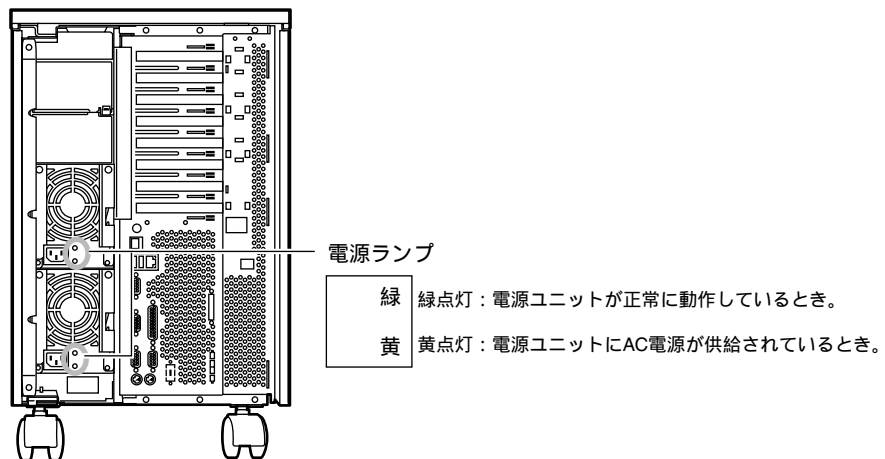 電源ランプ
緑 緑点灯：電源ユニットが正常に動作しているとき。
黄 黄点灯：電源ユニットにAC電源が供給されているとき。